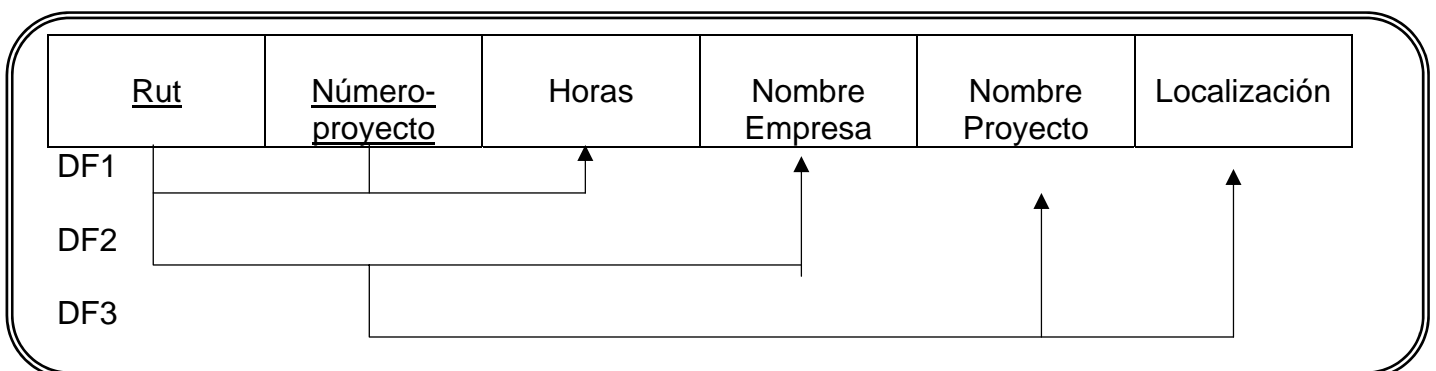 Rut
Número-
proyecto
Horas
Nombre
Empresa
Nombre
Proyecto
Localización
DF1
DF2
DF3